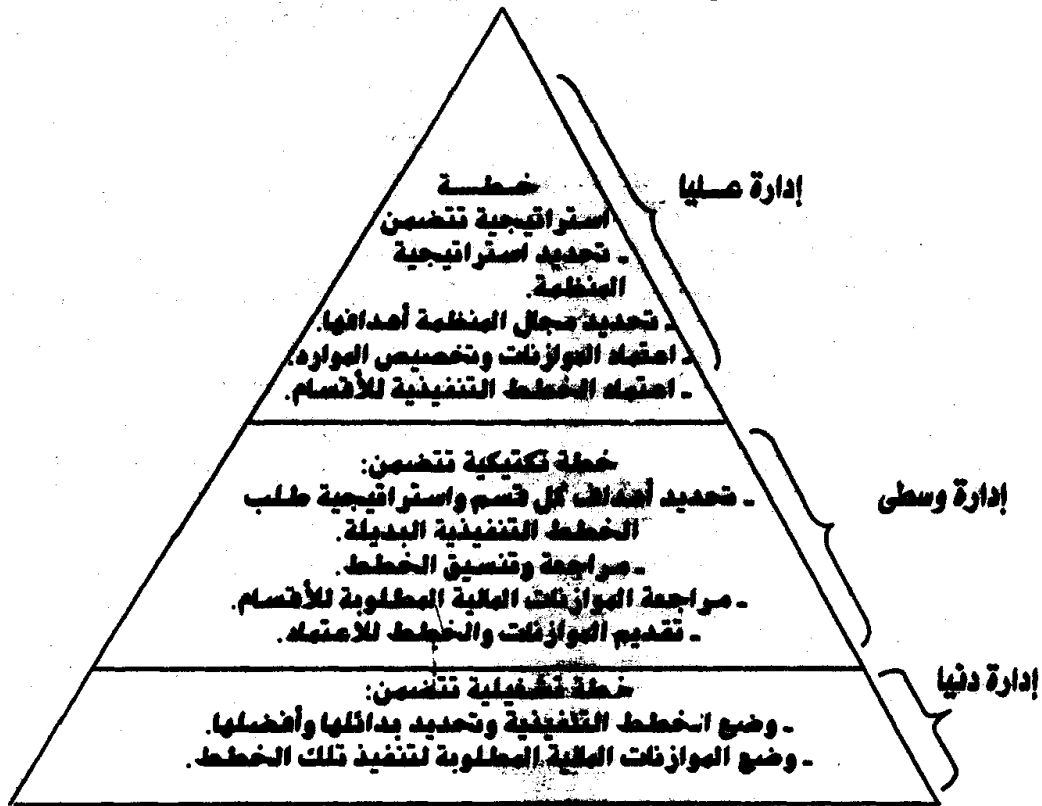 إدارة عـــليا
خـطـــــة
استراتيجية تتضمن
ـ تحديد استراتيجية
المنظمة.
ـ تحديد مجال المنظمة أهدافها.
ـ اعتماد الموازنات وتخصيص الموارد.
ـ اعتماد الخطط التنفيذية للأقسام.
إدارة وسطى
خطة تكتيكية تتضمن:
ـ تحديد أهداف كل قسم واستراتيجية طلب
الخطط التنفيذية البديلة.
ـ مراجعة وتنسيق الخطط.
ـ مراجعة الموازنات المالية المطلوبة للأقسام.
ـ تقديم الموازنات والخطط للاعتماد.
إدارة دنيا
خطة تشغيلية تتضمن:
ـ وضع الخطط التنفيذية وتحديد بدائلها وأفضلها.
ـ وضع الموازنات المالية المطلوبة لتنفيذ تلك الخطط.